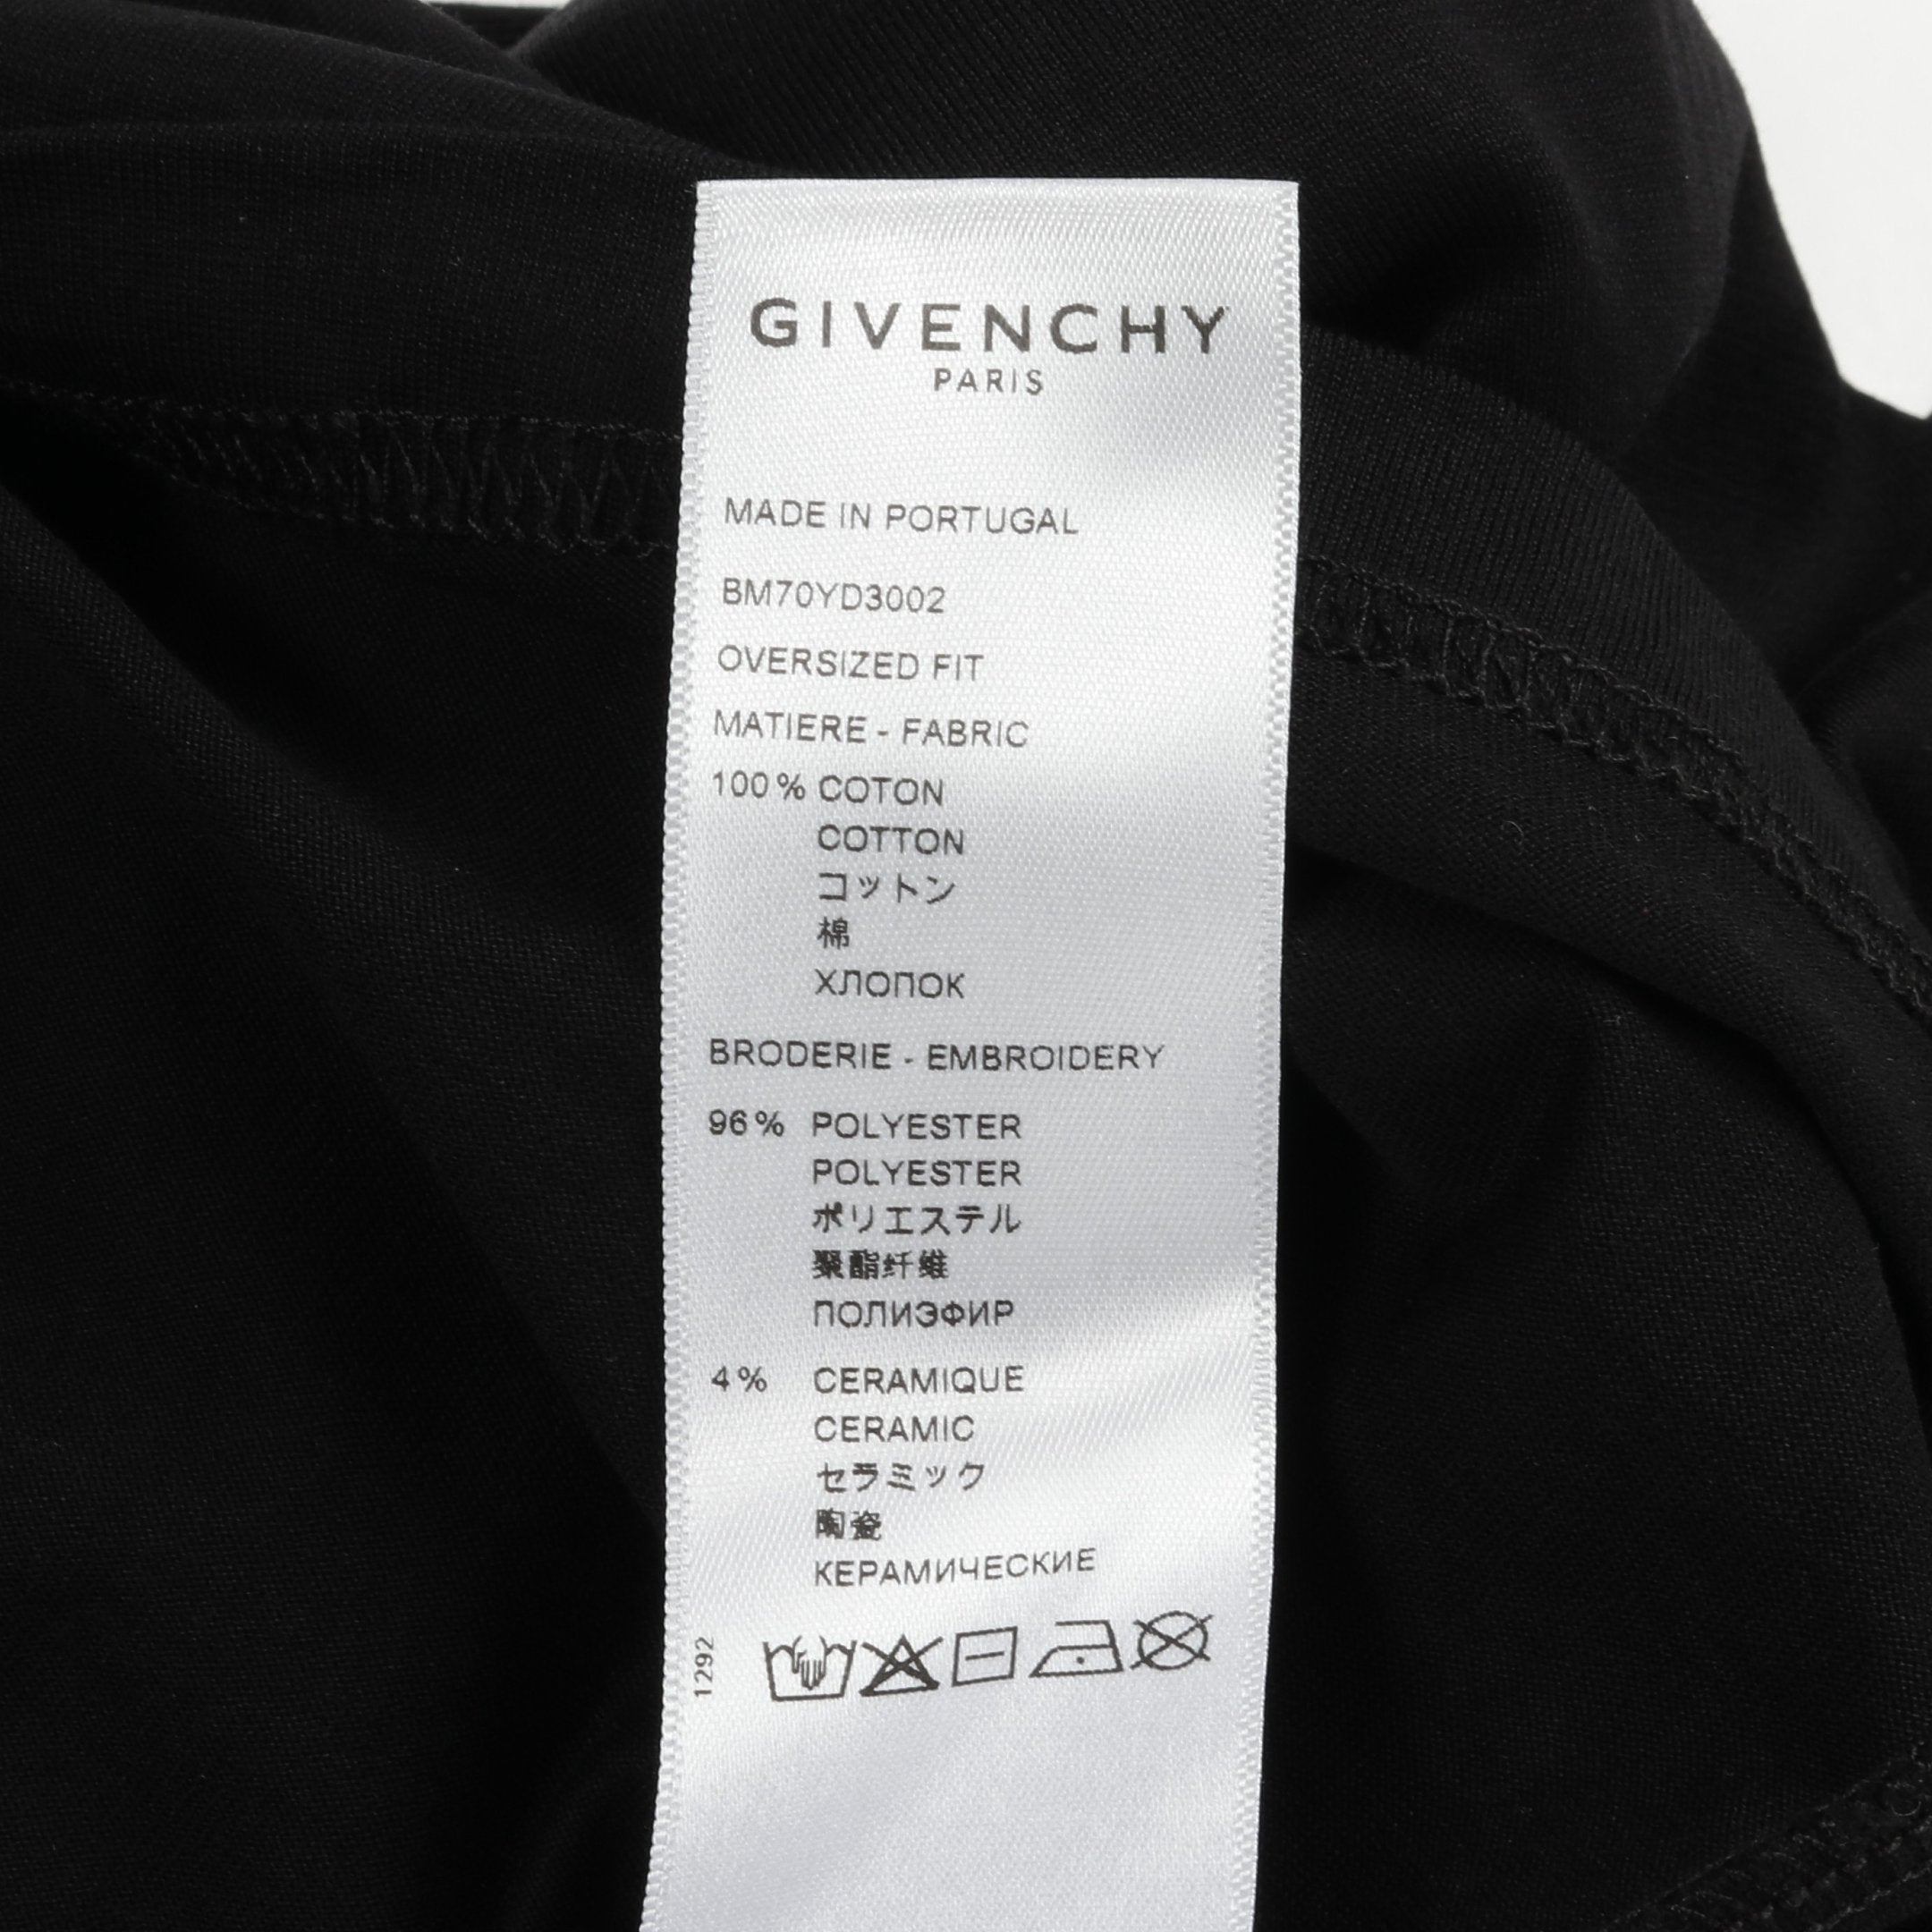 GIVENCHY
PARIS
MADE IN PORTUGAL
BM70YD3002
OVERSIZED FIT
MATIERE - FABRIC
100 % COTON
COTTON
コットン
棉
ХЛОПОК
BRODERIE - EMBROIDERY
96 % POLYESTER
POLYESTER
ポリエステル
聚酯纤维
ПОЛИЭФИР
4 % CERAMIQUE
CERAMIC
セラミック
陶瓷
КЕРАМИЧЕСКИЕ
1292